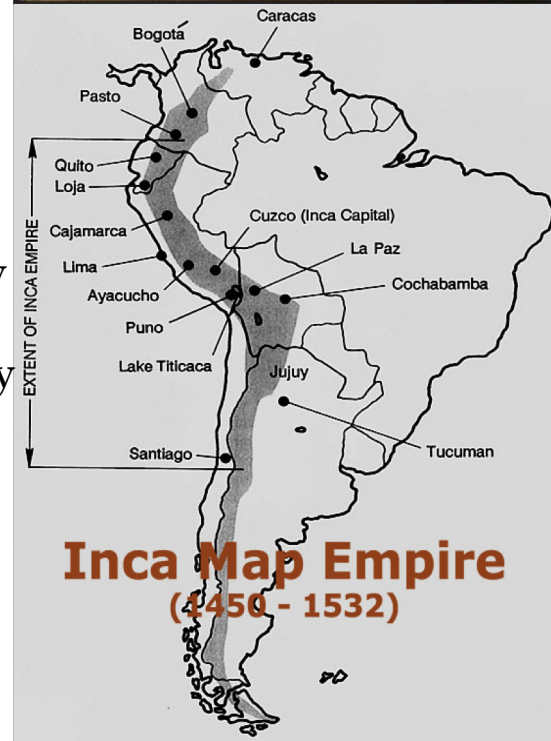 Caracas
Bogotá
Pasto
Quito
Loja
Cajamarca
Cuzco (Inca Capital)
La Paz
Lima
Cochabamba
Ayacucho
Puno
Lake Titicaca
Jujuy
Tucuman
Santiago
EXTENT OF INCA EMPIRE
y
y
Inca Map Empire
(1450 - 1532)